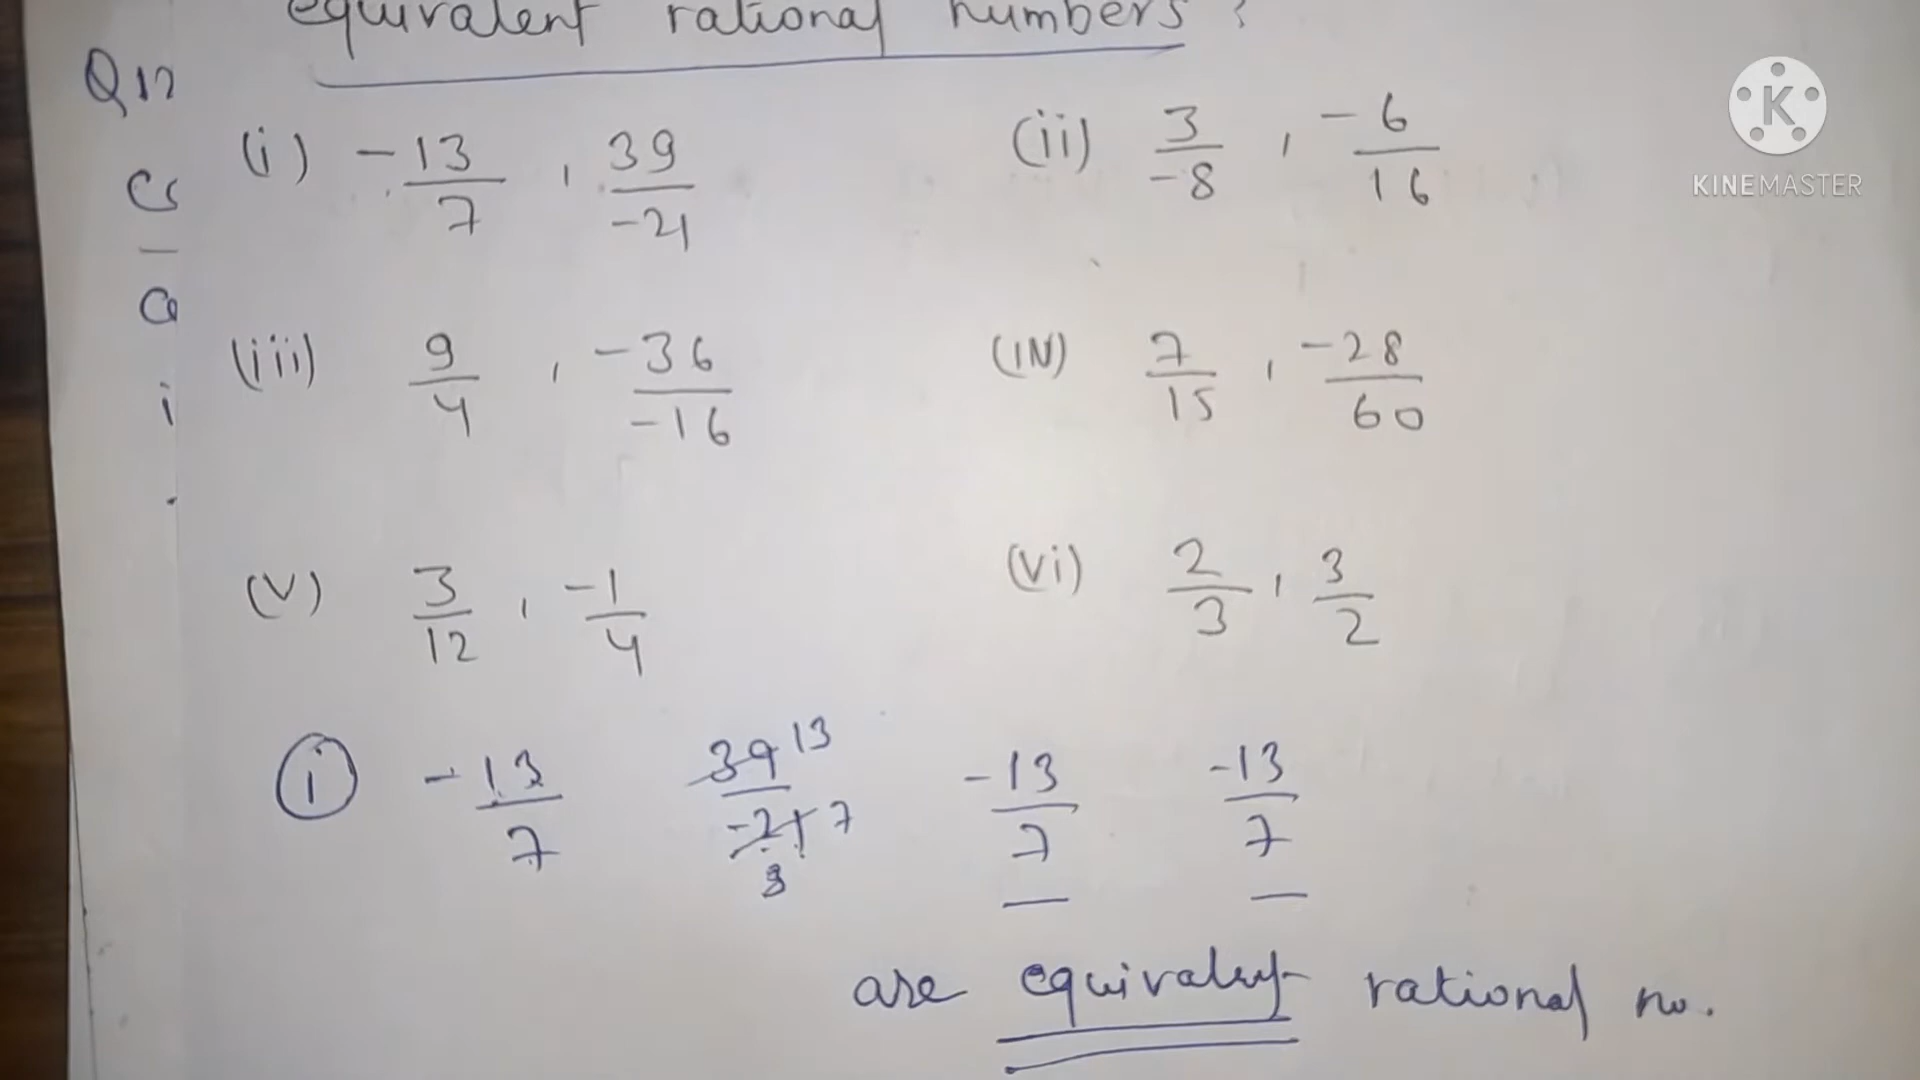 equivalent rational numbers?
(i) -13/7 , 39/-21 (ii) 3/-8 , -6/16
(iii) 9/4 , -36/-16 (IV) 7/15 , -28/60
(V) 3/12 , -1/4 (vi) 2/3 , 3/2
(i) -13/7 39/-21 13 7 3 -13/7 -13/7
are equivalent rational no.
KINEMASTER